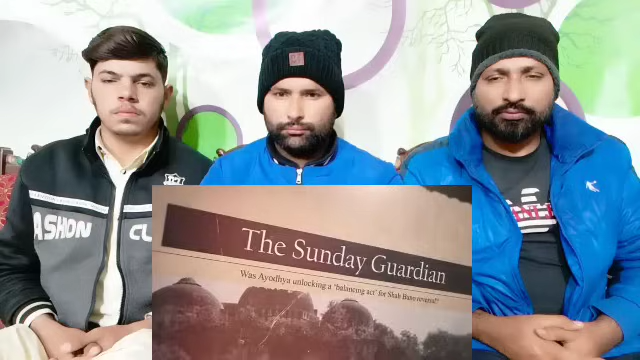 ASHON
CU
The Sunday Guardian
Was Ayodhya unlocking a 'balancing act' for Shah Bano reversal?